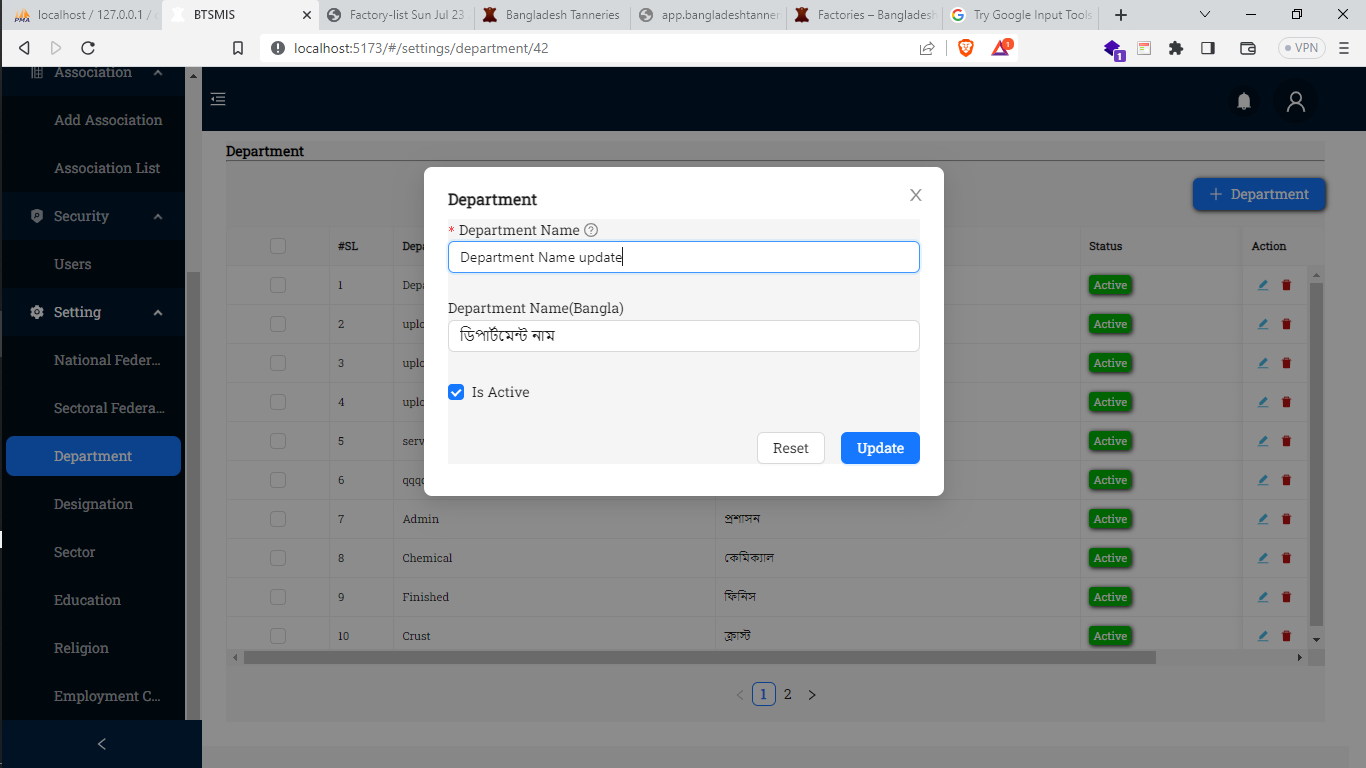 localhost / 127.0.0.1 /
BTSMIS
Factory-list Sun Jul 23
Bangladesh Tanneries
app.bangladeshtanner
Factories – Bangladesh
Try Google Input Tools
localhost:5173/#/settings/department/42
1
1
VPN
Association
Add Association
Association List
Security
Users
Setting
National Feder...
Sectoral Federa...
Department
Designation
Sector
Education
Religion
Employment C...
Department
+ Department
#SL
Depa
Status
Action
1 Depa Active
2 uplo Active
3 uplo Active
4 uplo Active
5 serv Active
6 qqqq Active
7 Admin প্রশাসন Active
8 Chemical কেমিক্যাল Active
9 Finished ফিনিস Active
10 Crust ক্রাস্ট Active
1 2
Department
* Department Name
Department Name update
Department Name(Bangla)
ডিপার্টমেন্ট নাম
Is Active
Reset Update